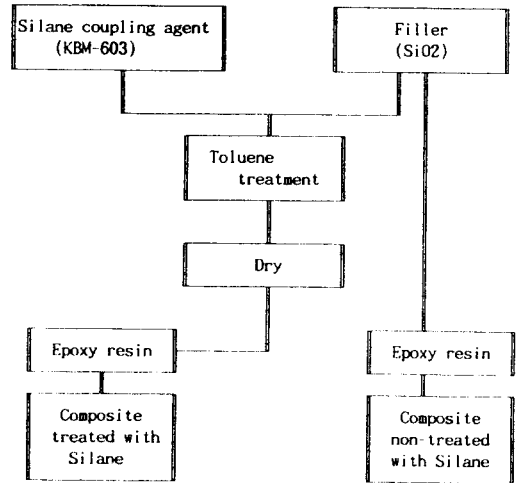 Silane coupling agent
(KBM-603)
Filler
(SiO2)
Toluene
treatment
Dry
Epoxy resin
Epoxy resin
Composite
treated with
Silane
Composite
non-treated
with Silane